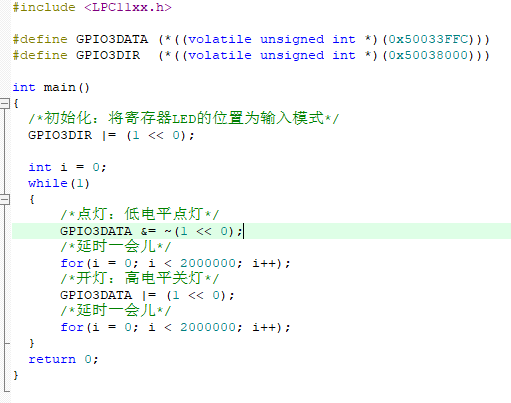 #include <LPC11xx.h>
#define GPIO3DATA (*((volatile unsigned int *)(0x50033FFC)))
#define GPIO3DIR  (*((volatile unsigned int *)(0x50038000)))
int main()
{
  /*初始化: 将寄存器LED的位置为输入模式*/
  GPIO3DIR |= (1 << 0);
  int i = 0;
  while(1)
  {
      /*点灯: 低电平点灯*/
      GPIO3DATA &= ~(1 << 0);
      /*延时一会儿*/
      for(i = 0; i < 2000000; i++);
      /*开灯: 高电平关灯*/
      GPIO3DATA |= (1 << 0);
      /*延时一会儿*/
      for(i = 0; i < 2000000; i++);
  }
  return 0;
}